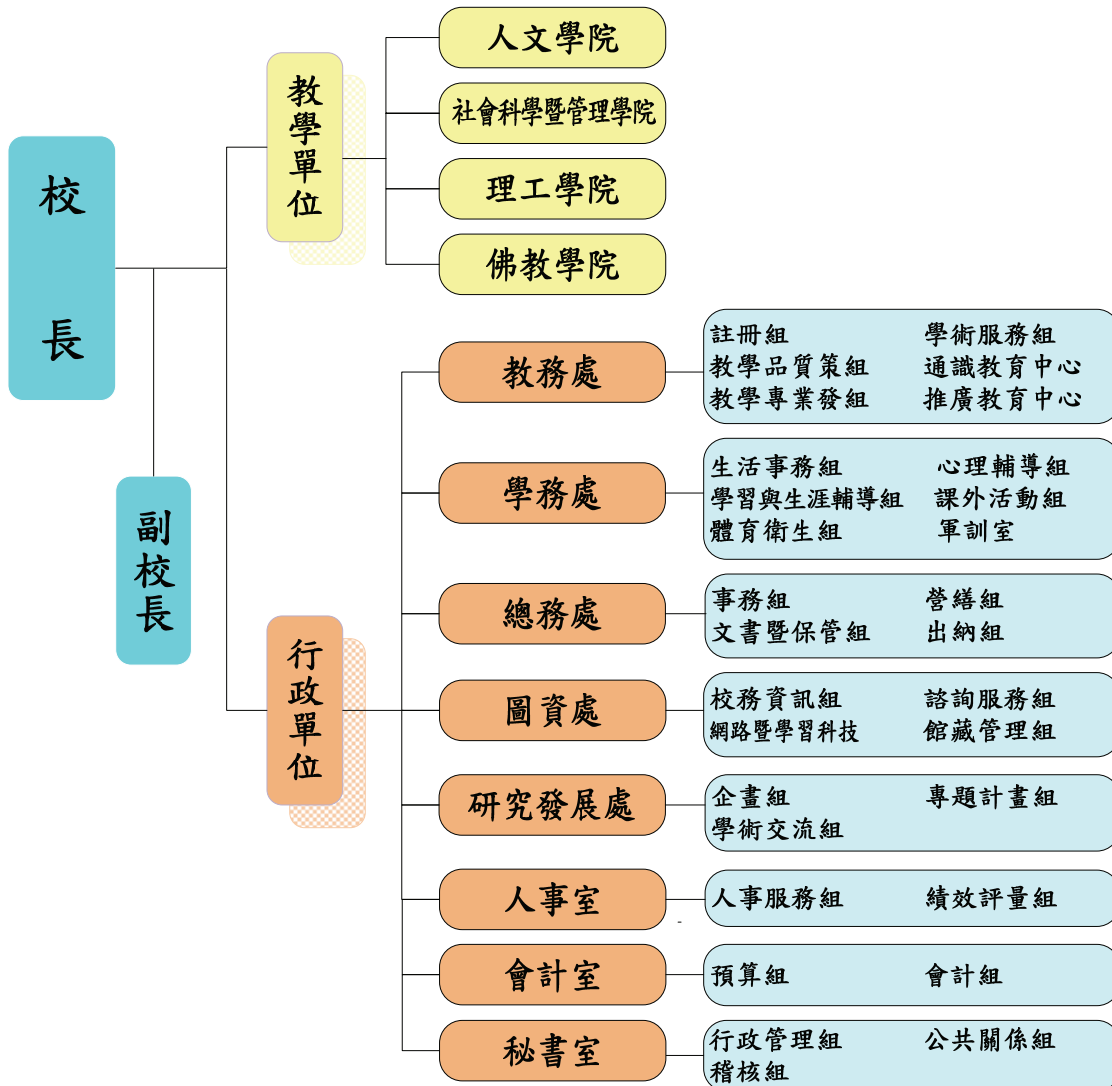 校長
副校長
教學單位
人文學院
社會科學暨管理學院
理工學院
佛教學院
行政單位
教務處
註冊組 學術服務組
教學品質策組 通識教育中心
教學專業發組 推廣教育中心
學務處
生活事務組 心理輔導組
學習與生涯輔導組 課外活動組
體育衛生組 軍訓室
總務處
事務組 營繕組
文書暨保管組 出納組
圖資處
校務資訊組 諮詢服務組
網路暨學習科技 館藏管理組
研究發展處
企畫組 專題計畫組
學術交流組
人事室
人事服務組 績效評量組
會計室
預算組 會計組
秘書室
行政管理組 公共關係組
稽核組